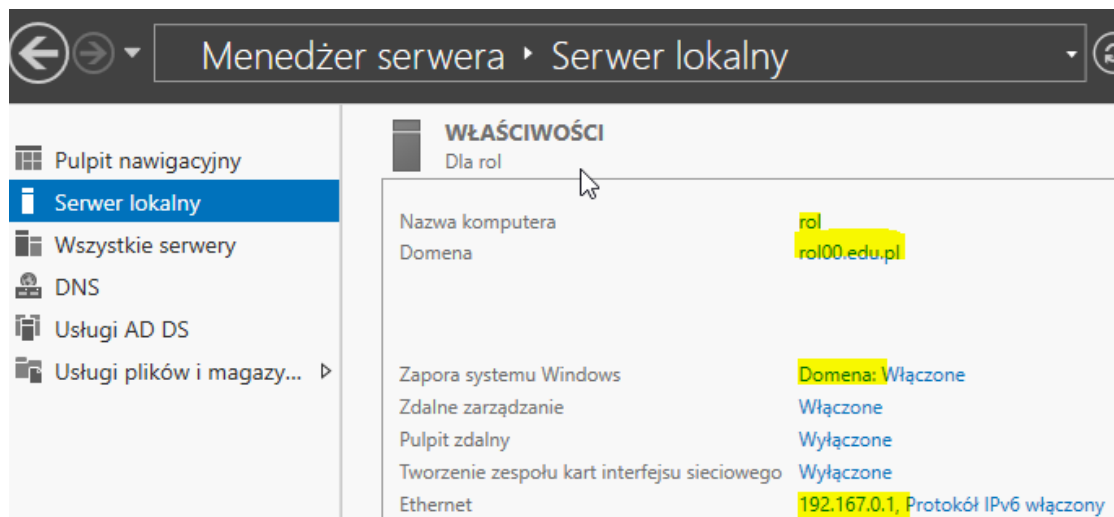 Menedżer serwera ‣ Serwer lokalny
Pulpit nawigacyjny
Serwer lokalny
Wszystkie serwery
DNS
Usługi AD DS
Usługi plików i magazy...
WŁAŚCIWOŚCI
Dla rol
Nazwa komputera rol
Domena rol00.edu.pl
Zapora systemu Windows Domena: Włączone
Zdalne zarządzanie Włączone
Pulpit zdalny Wyłączone
Tworzenie zespołu kart interfejsu sieciowego Wyłączone
Ethernet 192.167.0.1, Protokół IPv6 włączony